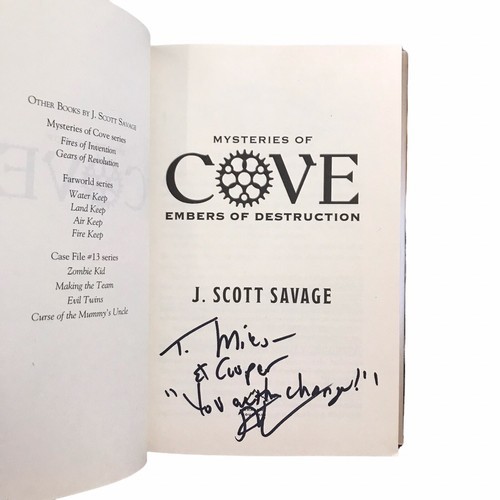 OTHER BOOKS BY J. SCOTT SAVAGE
Mysteries of Cove series
Fires of Invention
Gears of Revolution
Farworld series
Water Keep
Land Keep
Air Keep
Fire Keep
Case File #13 series
Zombie Kid
Making the Team
Evil Twins
Curse of the Mummy's Uncle
MYSTERIES OF
COVE
EMBERS OF DESTRUCTION
J. SCOTT SAVAGE
& Cooper
"You change!"